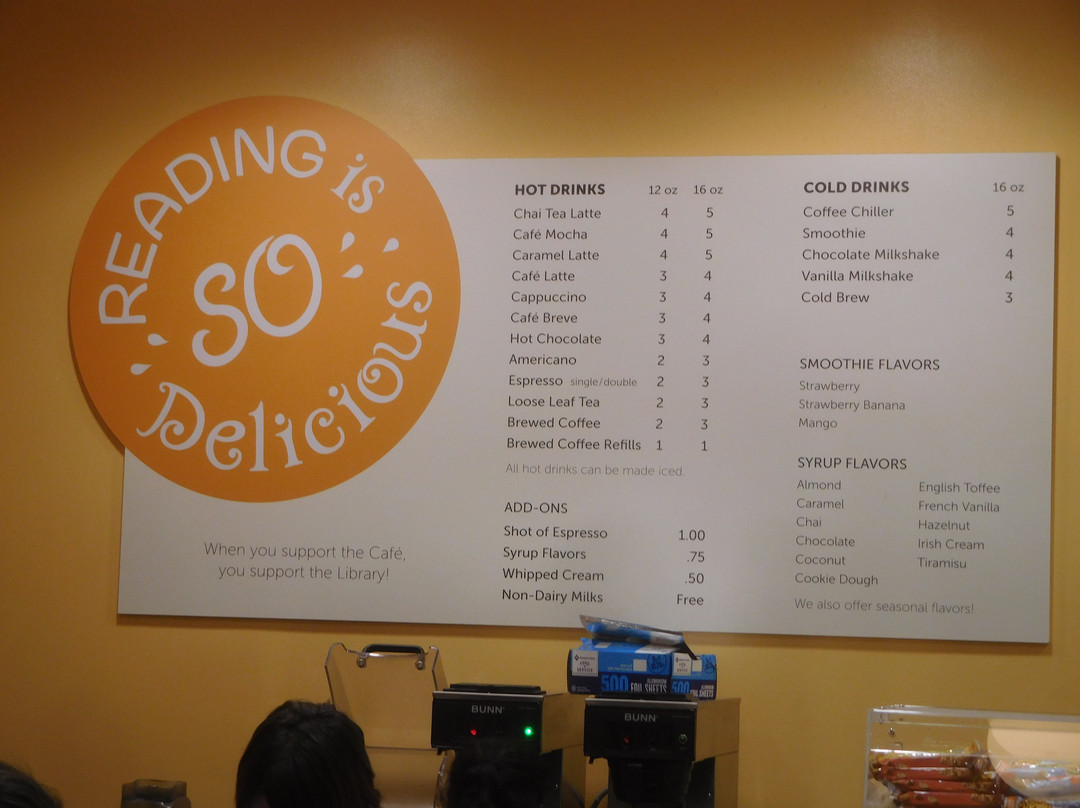 READING is
SO
Delicious
When you support the Café,
you support the Library!
HOT DRINKS 12 oz 16 oz
Chai Tea Latte 4 5
Café Mocha 4 5
Caramel Latte 4 5
Café Latte 3 4
Cappuccino 3 4
Café Breve 3 4
Hot Chocolate 3 4
Americano 2 3
Espresso single/double 2 3
Loose Leaf Tea 2 3
Brewed Coffee 2 3
Brewed Coffee Refills 1 1
All hot drinks can be made iced.
ADD-ONS
Shot of Espresso 1.00
Syrup Flavors .75
Whipped Cream .50
Non-Dairy Milks Free
COLD DRINKS 16 oz
Coffee Chiller 5
Smoothie 4
Chocolate Milkshake 4
Vanilla Milkshake 4
Cold Brew 3
SMOOTHIE FLAVORS
Strawberry
Strawberry Banana
Mango
SYRUP FLAVORS
Almond
Caramel
Chai
Chocolate
Coconut
Cookie Dough
English Toffee
French Vanilla
Hazelnut
Irish Cream
Tiramisu
We also offer seasonal flavors!
500 FOIL SHEETS
500
BUNN
BUNN